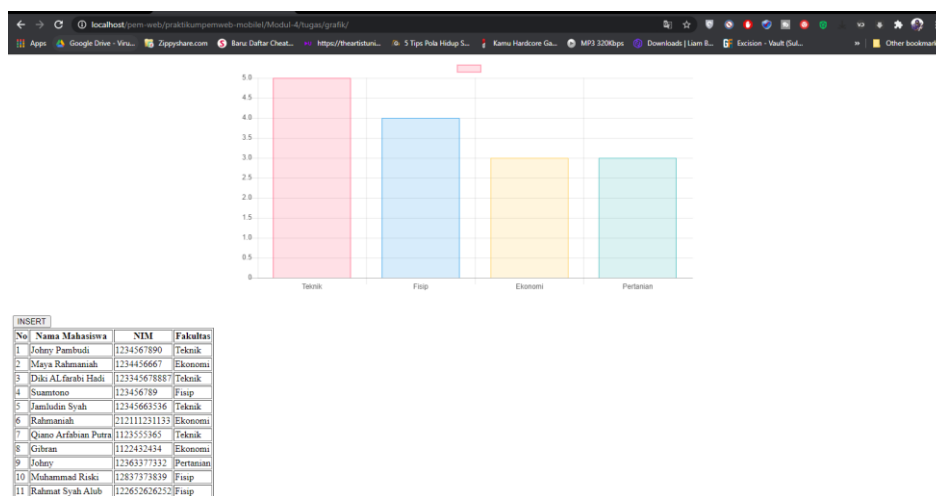 localhost/pem-web/praktikumpemweb-mobilel/Modul-4/tugas/grafik/
Apps Google Drive - Viru... Zippyshare.com Baru: Daftar Cheat... https://theartistuni... 5 Tips Pola Hidup S... Kamu Hardcore Ga... MP3 320Kbps Downloads | Liam B... Excision - Vault (Sul... » Other bookmark
5.0
4.5
4.0
3.5
3.0
2.5
2.0
1.5
1.0
0.5
0
Teknik Fisip Ekonomi Pertanian
INSERT
No Nama Mahasiswa NIM Fakultas
1 Johny Pambudi 1234567890 Teknik
2 Maya Rahmaniah 1234456667 Ekonomi
3 Diki ALfarabi Hadi 123345678887 Teknik
4 Suamtono 123456789 Fisip
5 Jamludin Syah 12345663536 Teknik
6 Rahmaniah 212111231133 Ekonomi
7 Qiano Arfabian Putra 1123555365 Teknik
8 Gibran 1122432434 Ekonomi
9 Johny 12363377332 Pertanian
10 Muhammad Riski 12837373839 Fisip
11 Rahmat Syah Alub 122652626252 Fisip